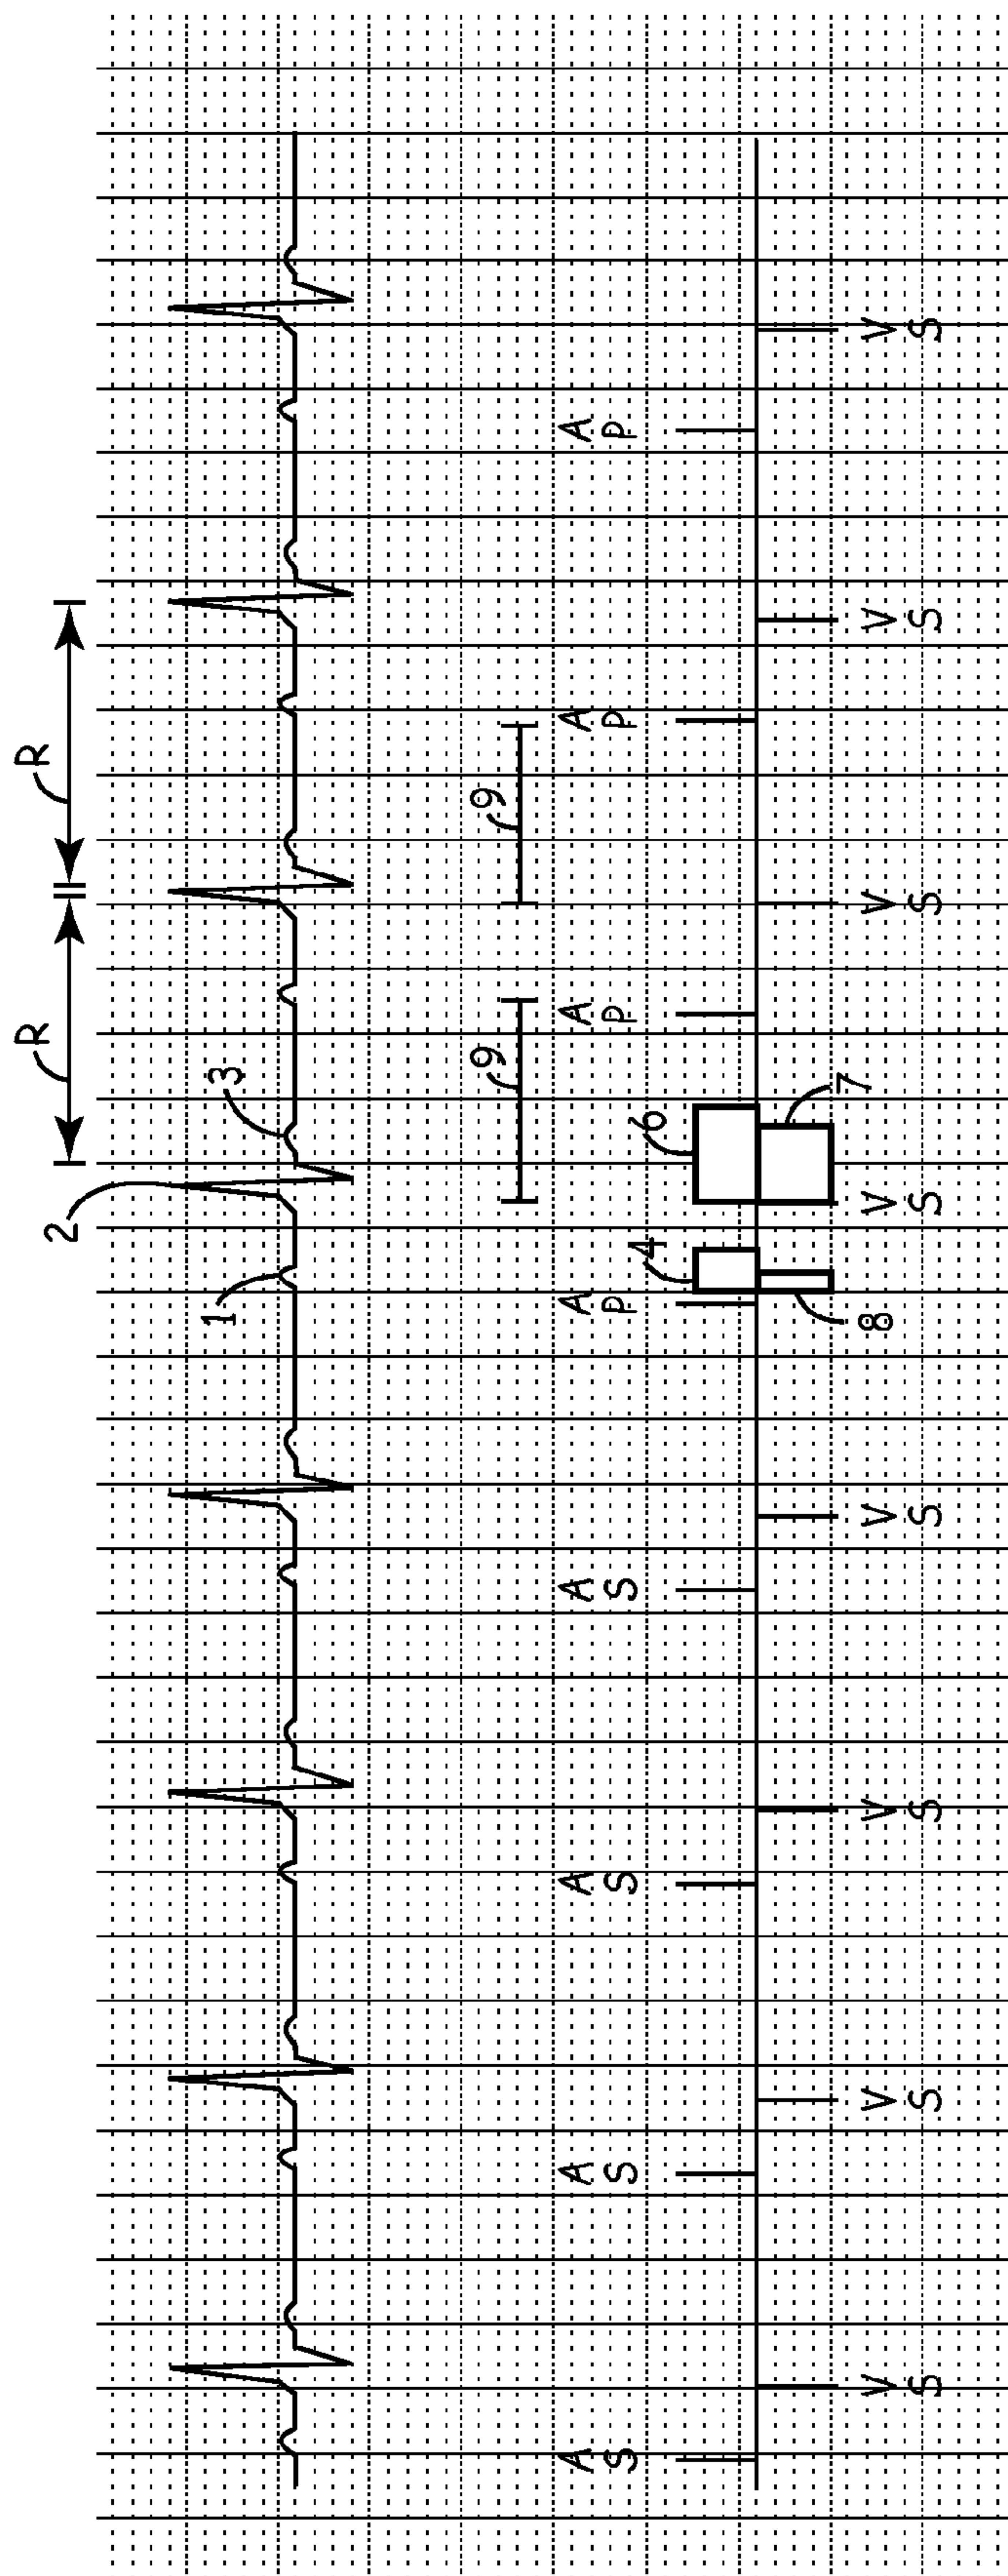 R R
2
1 3
9 9
A A A A A A A A
S S S S p p p p
4 6
8 7
V V V V V V V V
S S S S S S S S